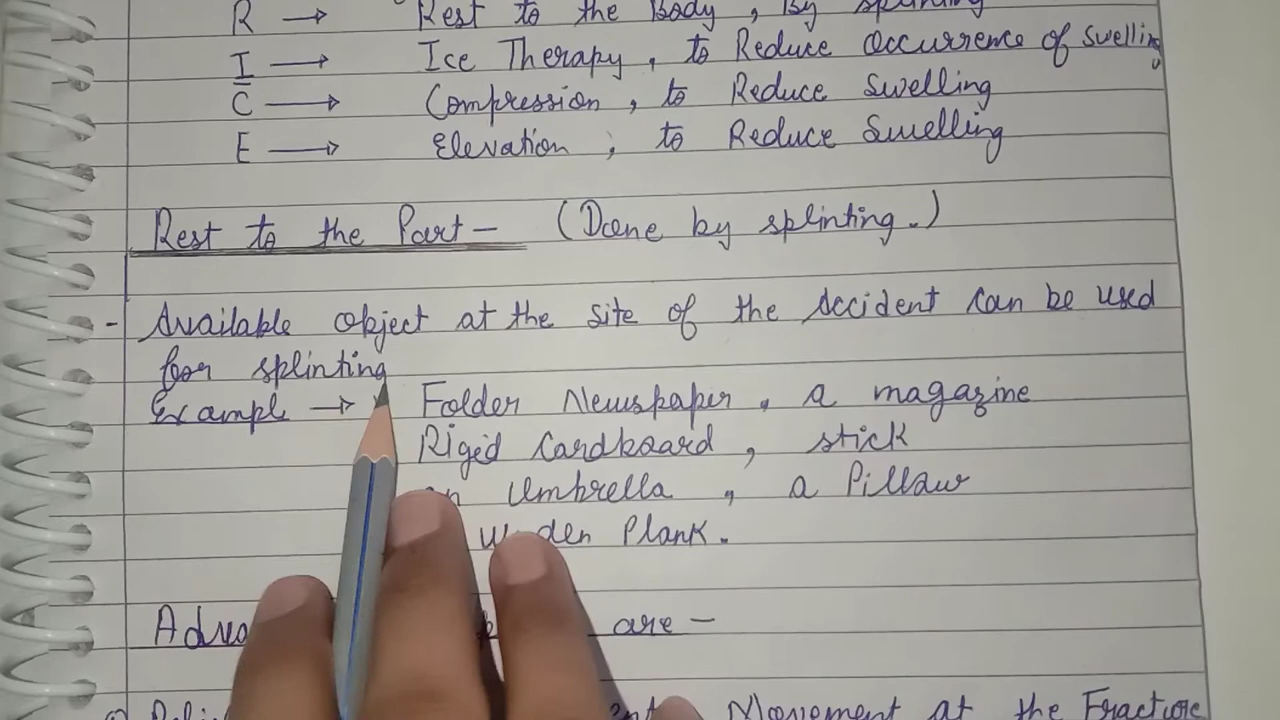 R → Rest to the Body, By splinting
I → Ice Therapy, to Reduce Occurrence of swelling
C → Compression, to Reduce Swelling
E → Elevation, to Reduce Swelling
Rest to the Part - (Done by splinting.)
- Available object at the site of the Accident can be used
for splinting
Example → Folder Newspaper, a magazine
Rigid Cardboard, stick
an Umbrella, a Pillow
Plank.
are -
Movement at the Fracture